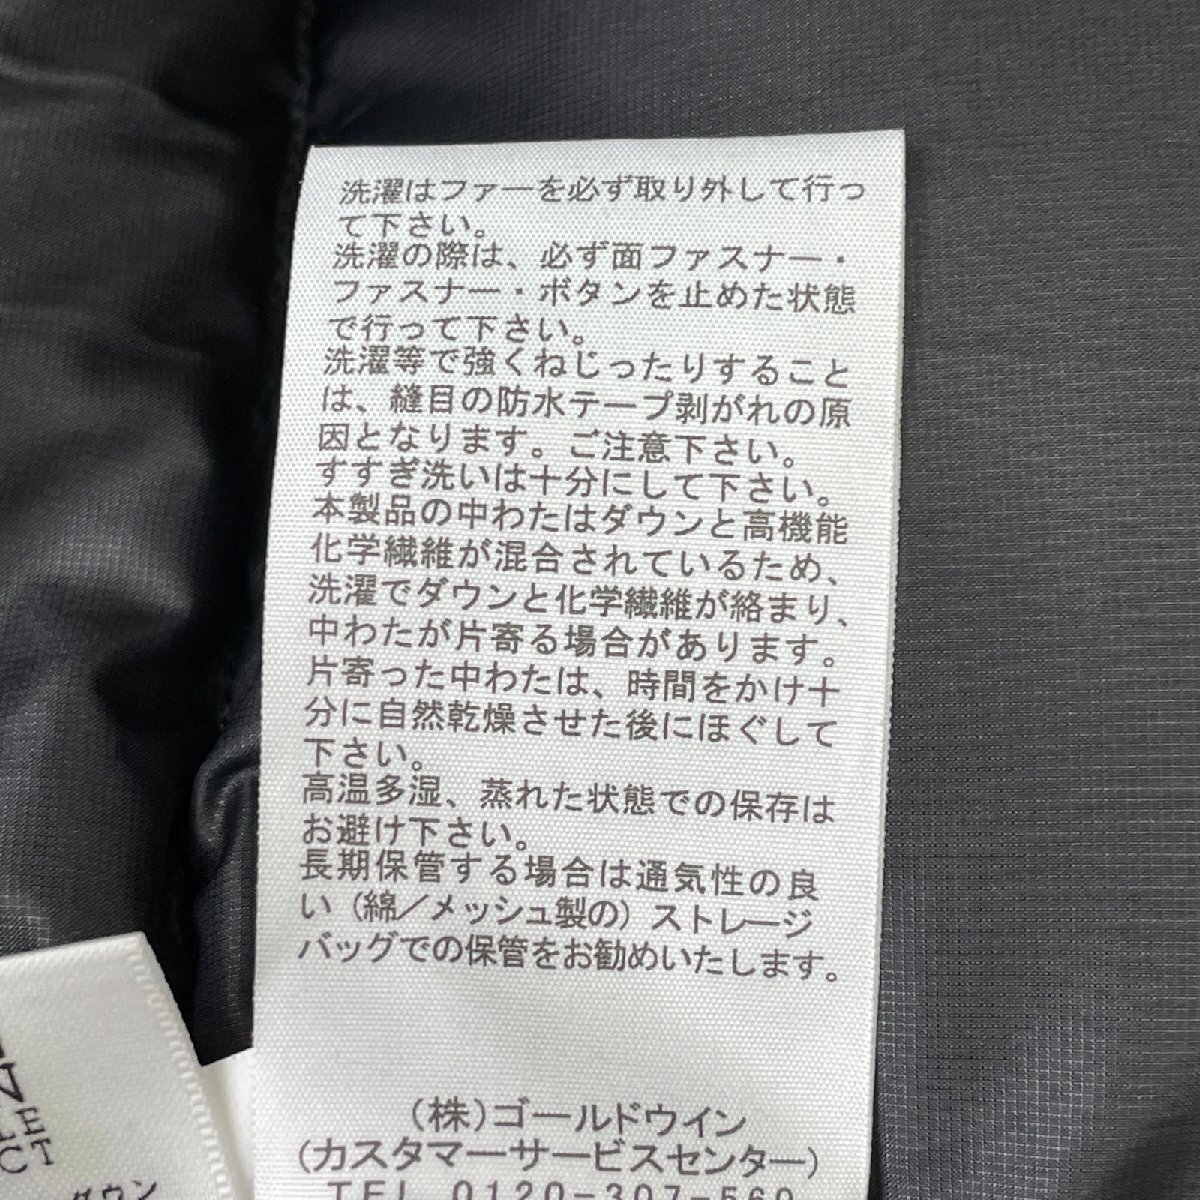 洗濯はファーを必ず取り外して行っ
て下さい。
洗濯の際は、必ず面ファスナー・
ファスナー・ボタンを止めた状態
で行って下さい。
洗濯等で強くねじったりすること
は、縫目の防水テープ剥がれの原
因となります。ご注意下さい。
すすぎ洗いは十分にして下さい。
本製品の中わたはダウンと高機能
化学繊維が混合されているため、
洗濯でダウンと化学繊維が絡まり、
中わたが片寄る場合があります。
片寄った中わたは、時間をかけ十
分に自然乾燥させた後にほぐして
下さい。
高温多湿、蒸れた状態での保存は
お避け下さい。
長期保管する場合は通気性の良
い(綿/メッシュ製の)ストレージ
バッグでの保管をお勧めいたします。
(株)ゴールドウイン
(カスタマーサービスセンター)
TEL 0120-307-560
ET
ダウン